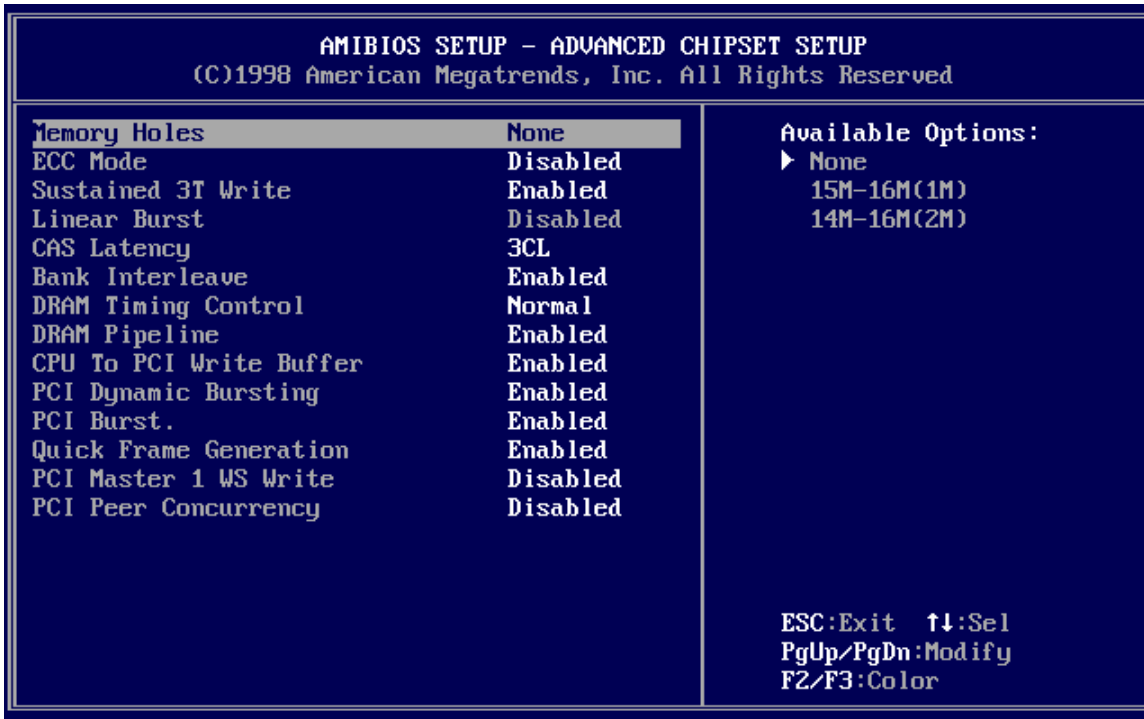 AMIBIOS SETUP - ADVANCED CHIPSET SETUP
(C)1998 American Megatrends, Inc. All Rights Reserved
Memory Holes None
ECC Mode Disabled
Sustained 3T Write Enabled
Linear Burst Disabled
CAS Latency 3CL
Bank Interleave Enabled
DRAM Timing Control Normal
DRAM Pipeline Enabled
CPU To PCI Write Buffer Enabled
PCI Dynamic Bursting Enabled
PCI Burst. Enabled
Quick Frame Generation Enabled
PCI Master 1 WS Write Disabled
PCI Peer Concurrency Disabled
Available Options:
► None
15M-16M(1M)
14M-16M(2M)
ESC:Exit ↑↓:Sel
PgUp/PgDn:Modify
F2/F3:Color